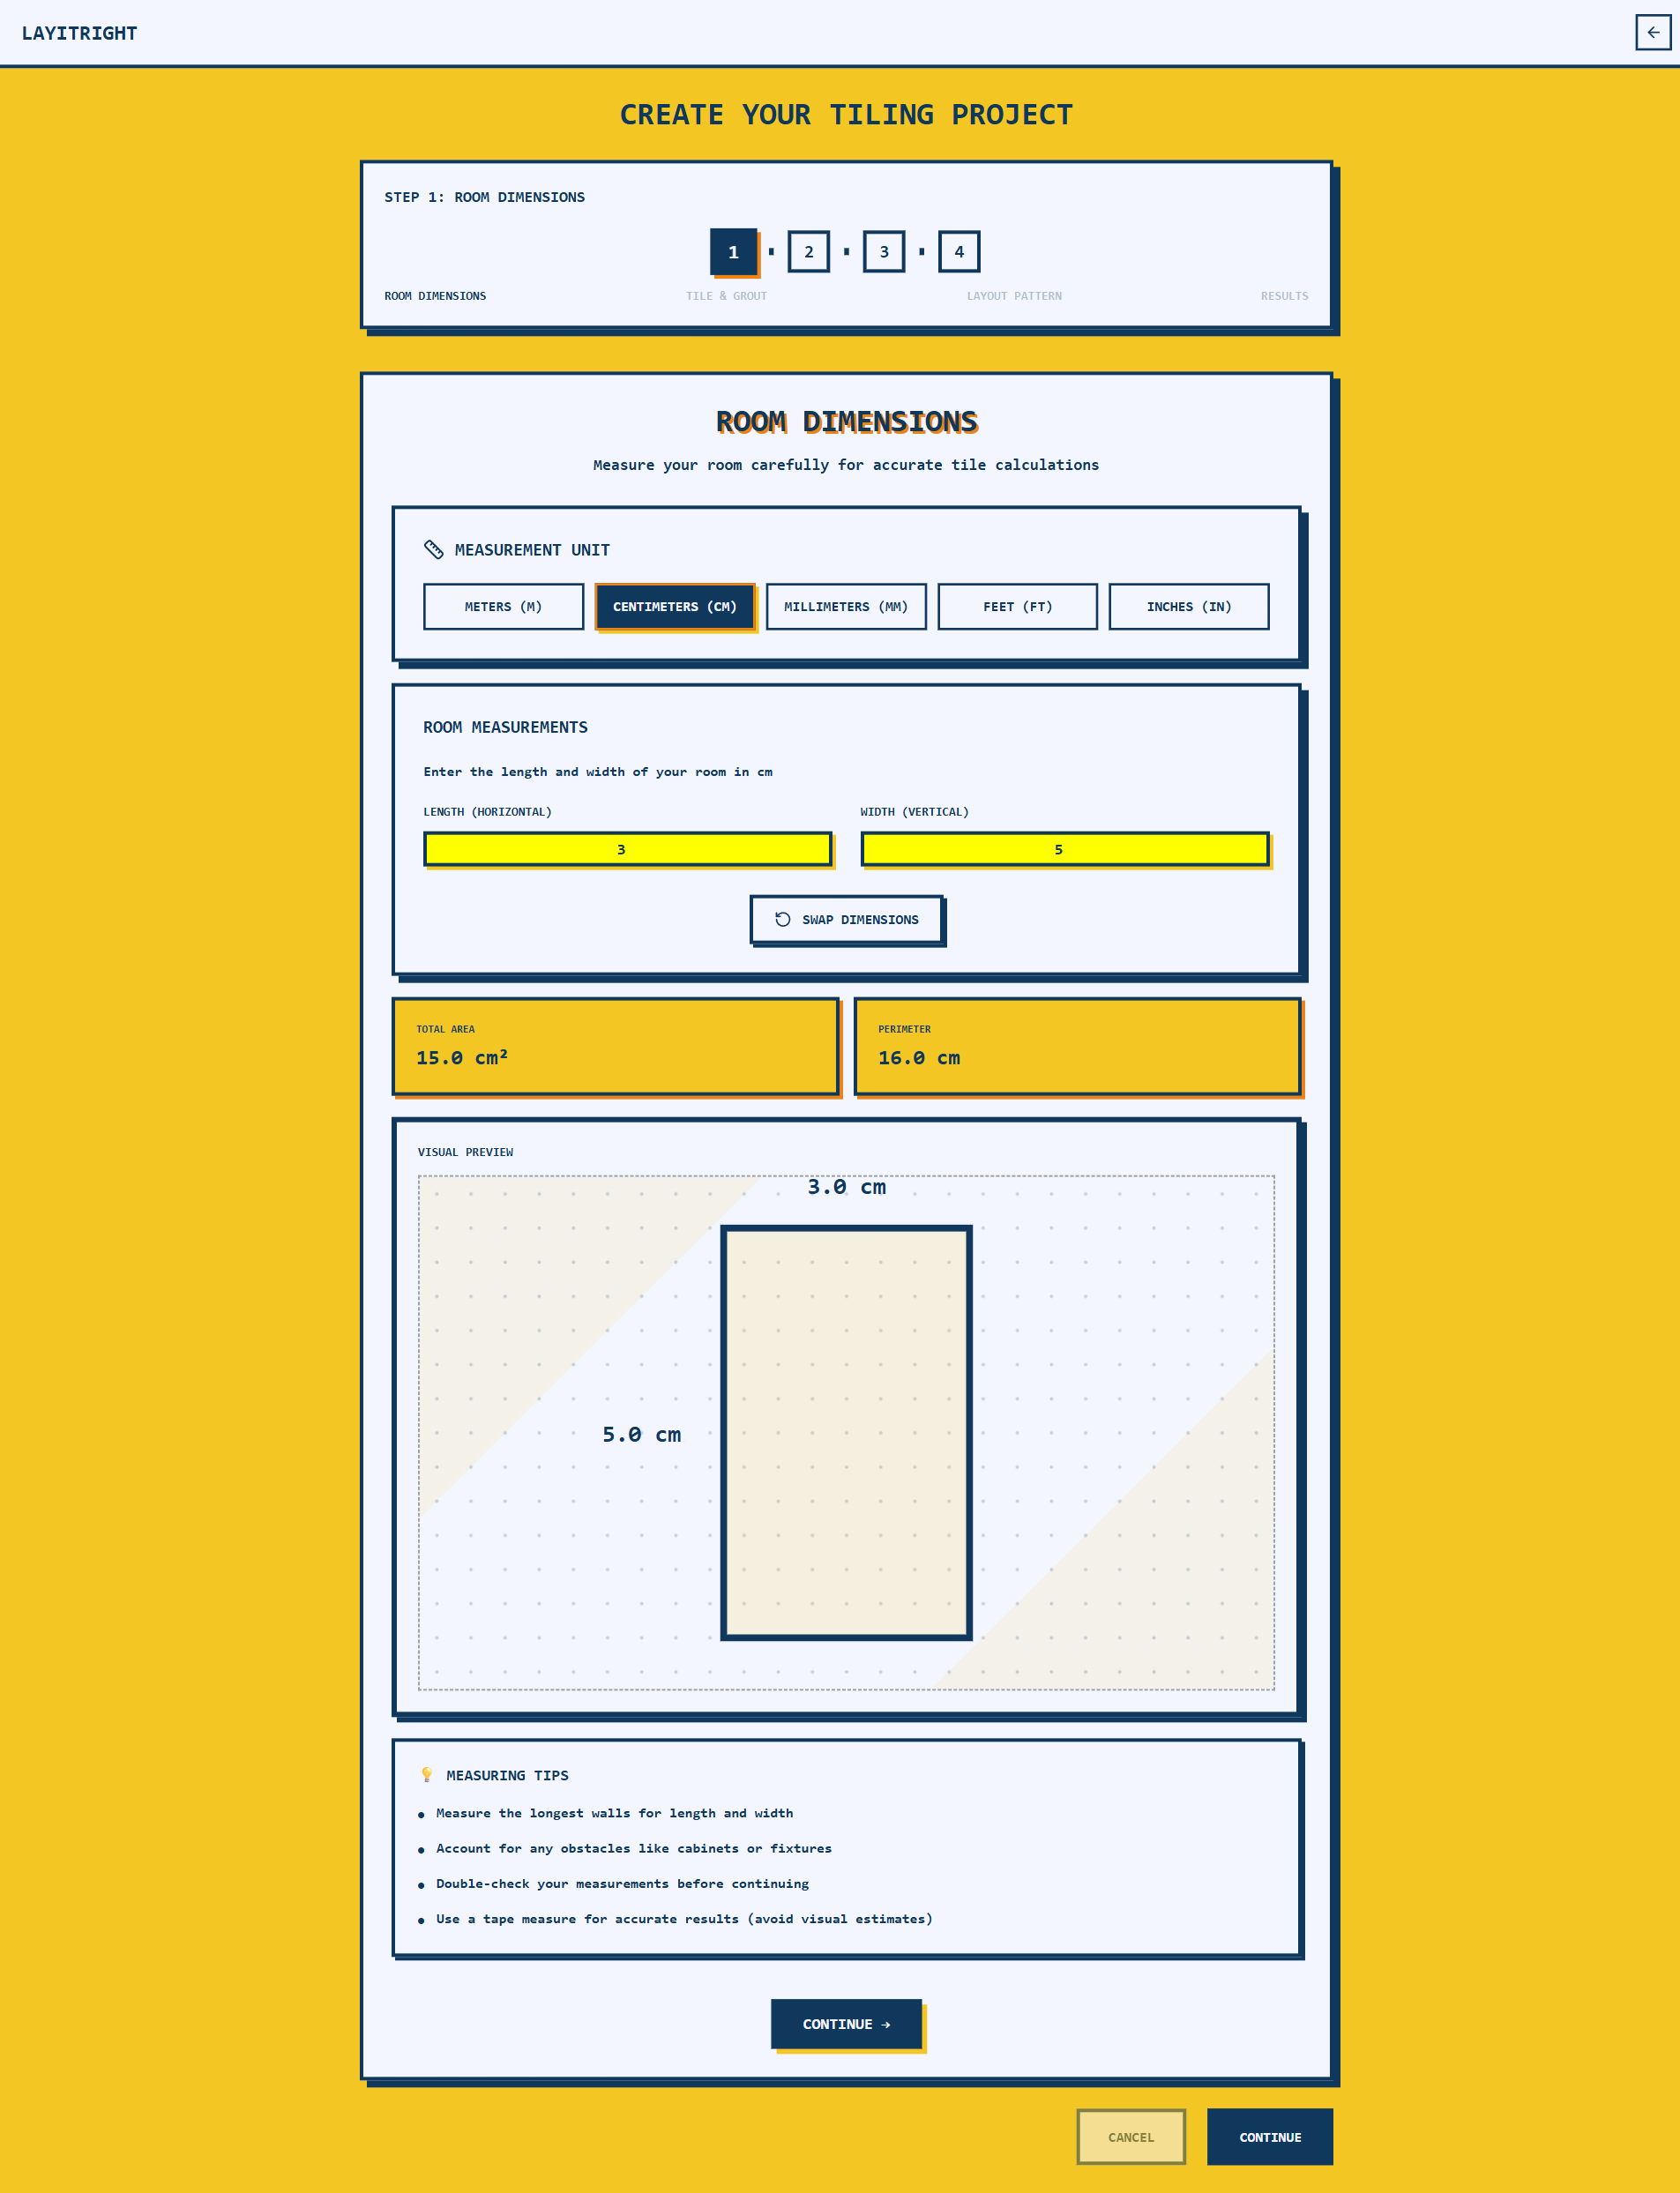 LAYITRIGHT
CREATE YOUR TILING PROJECT
STEP 1: ROOM DIMENSIONS
1
2
3
4
ROOM DIMENSIONS
TILE & GROUT
LAYOUT PATTERN
RESULTS
ROOM DIMENSIONS
Measure your room carefully for accurate tile calculations
MEASUREMENT UNIT
METERS (M)
CENTIMETERS (CM)
MILLIMETERS (MM)
FEET (FT)
INCHES (IN)
ROOM MEASUREMENTS
Enter the length and width of your room in cm
LENGTH (HORIZONTAL)
WIDTH (VERTICAL)
3
5
SWAP DIMENSIONS
TOTAL AREA
15.0 cm²
PERIMETER
16.0 cm
VISUAL PREVIEW
3.0 cm
5.0 cm
💡 MEASURING TIPS
● Measure the longest walls for length and width
● Account for any obstacles like cabinets or fixtures
● Double-check your measurements before continuing
● Use a tape measure for accurate results (avoid visual estimates)
CONTINUE →
CANCEL
CONTINUE